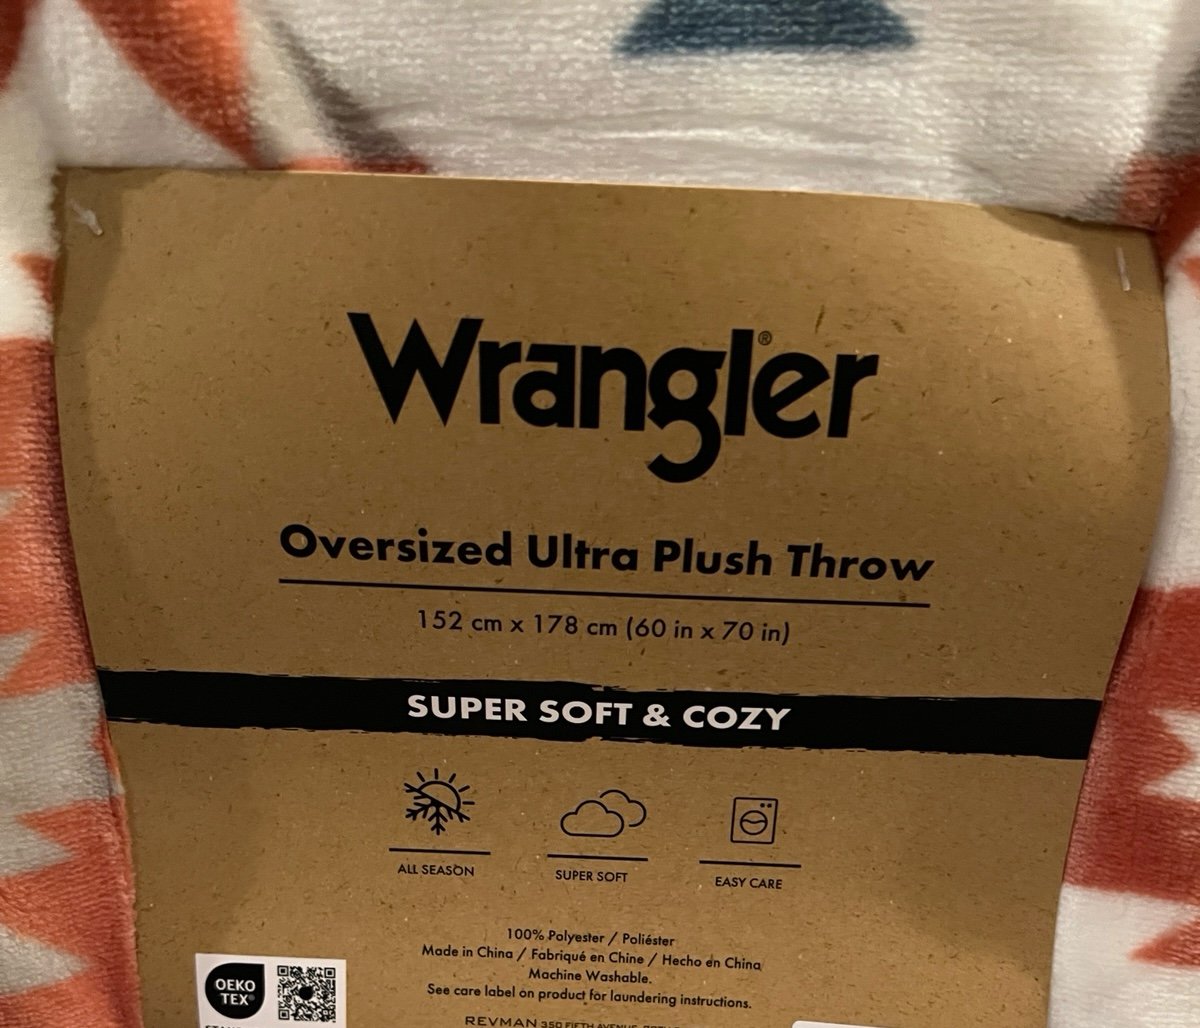 Wrangler®
Oversized Ultra Plush Throw
152 cm x 178 cm (60 in x 70 in)
SUPER SOFT & COZY
ALL SEASON
SUPER SOFT
EASY CARE
100% Polyester / Poliéster
Made in China / Fabriqué en Chine / Hecho en China
Machine Washable.
See care label on product for laundering instructions.
OEKO
TEX®
REVMAN 350 FIFTH AVENUE